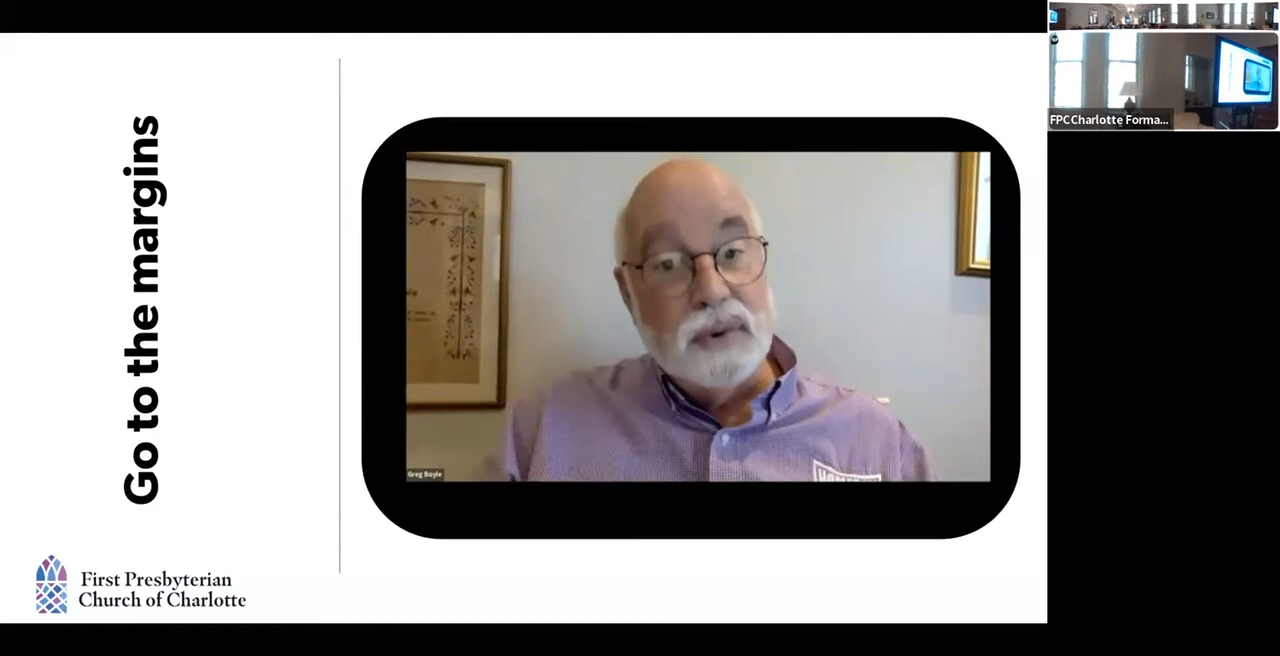 Go to the margins
First Presbyterian
Church of Charlotte
Greg Boyle
FPCCharlotte Forma...